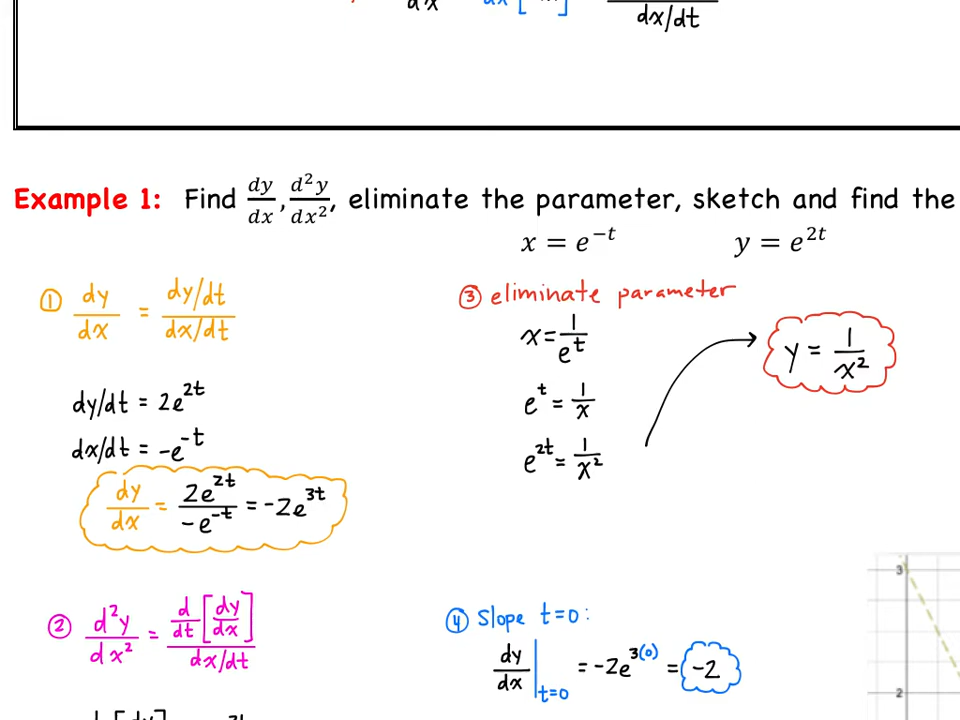 dx dx [ ] dx/dt
Example 1: Find dy/dx, d²y/dx², eliminate the parameter, sketch and find the
x = e^{-t} y = e^{2t}
① dy/dx = (dy/dt)/(dx/dt)
dy/dt = 2e^{2t}
dx/dt = -e^{-t}
dy/dx = 2e^{2t}/-e^{-t} = -2e^{3t}
② d²y/dx² = d/dt[dy/dx]/(dx/dt)
③ eliminate parameter
x = 1/e^t
e^t = 1/x
e^{2t} = 1/x²
y = 1/x²
④ Slope t=0:
dy/dx |t=0 = -2e^{3(0)} = -2
3
2